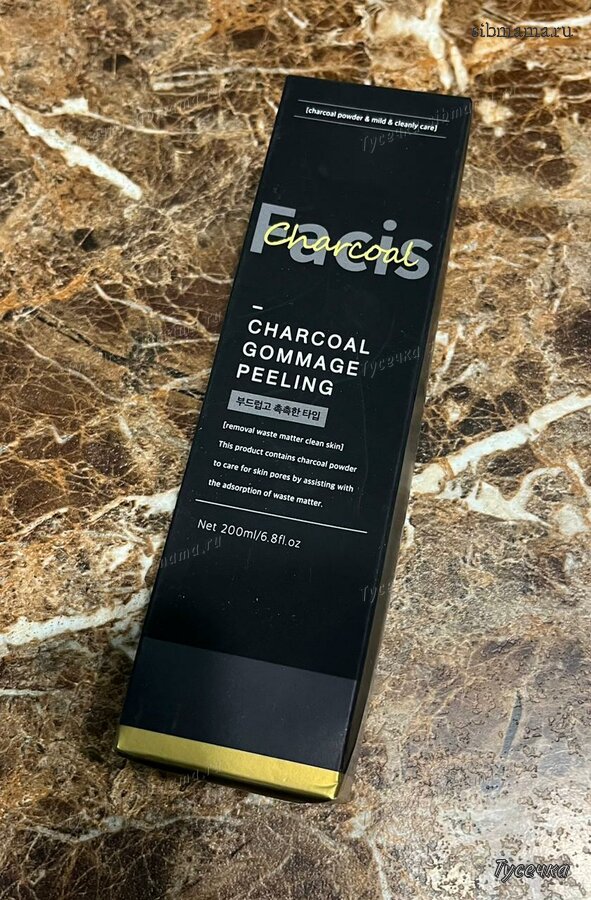 sibmama.ru
[charcoal powder & mild & cleanly care]
Facis
Charcoal
CHARCOAL
GOMMAGE
PEELING
부드럽고 촉촉한 타입
[removal waste matter clean skin]
This product contains charcoal powder
to care for skin pores by assisting with
the adsorption of waste matter.
Net 200ml/6.8fl.oz
Тусечка